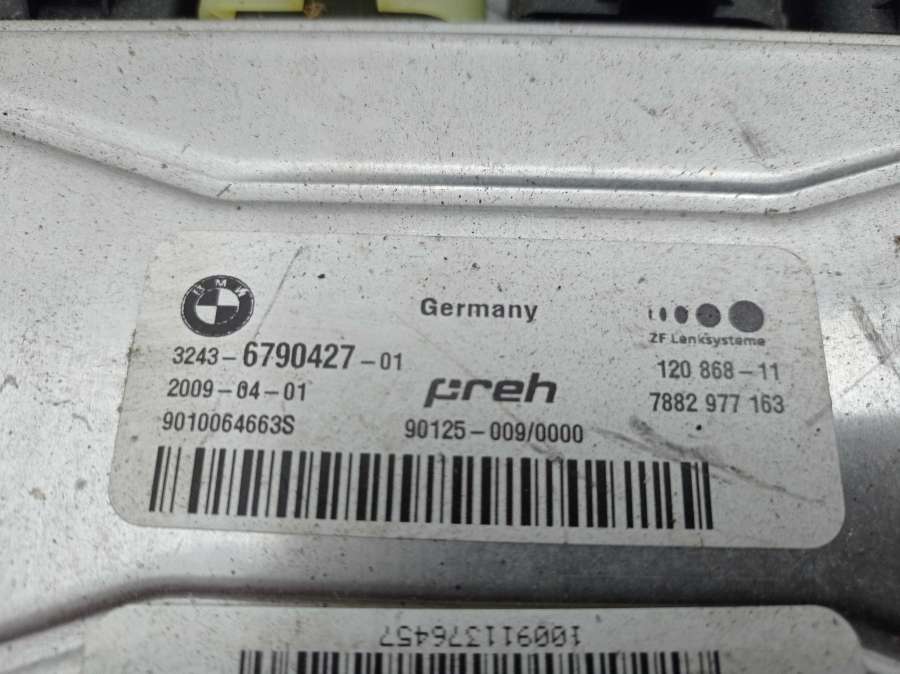 BMW
Germany
ZF Lenksysteme
3243-6790427-01
120 868-11
2009-04-01
preh
7882 977 163
9010064663S
90125-009/0000
100911376457